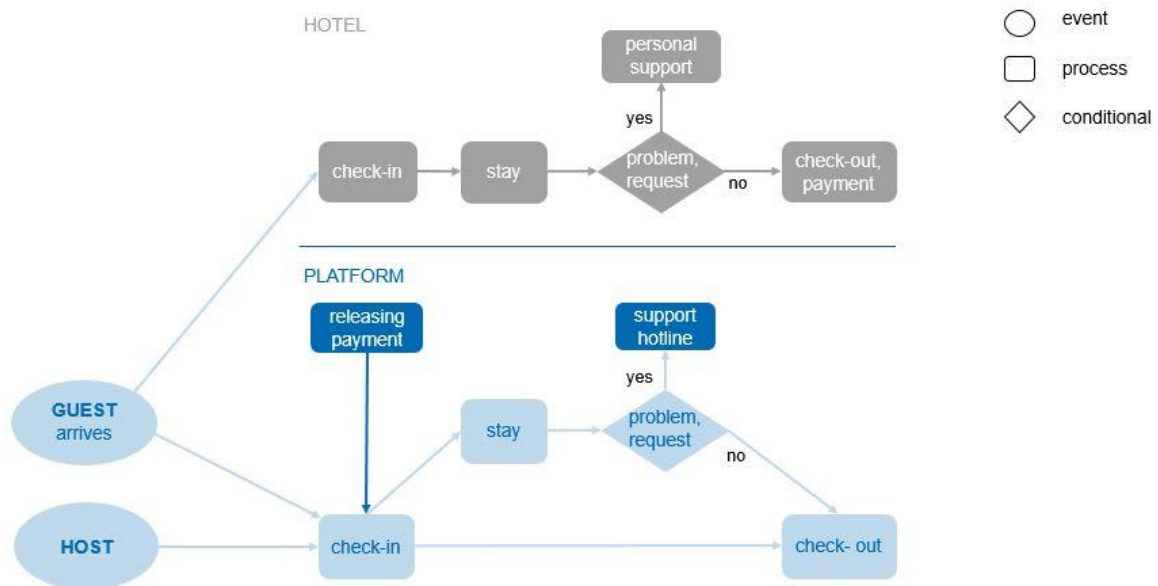 HOTEL
event
process
conditional
personal
support
yes
check-in
stay
problem,
request
no
check-out,
payment
PLATFORM
releasing
payment
support
hotline
yes
GUEST
arrives
stay
problem,
request
no
HOST
check-in
check- out